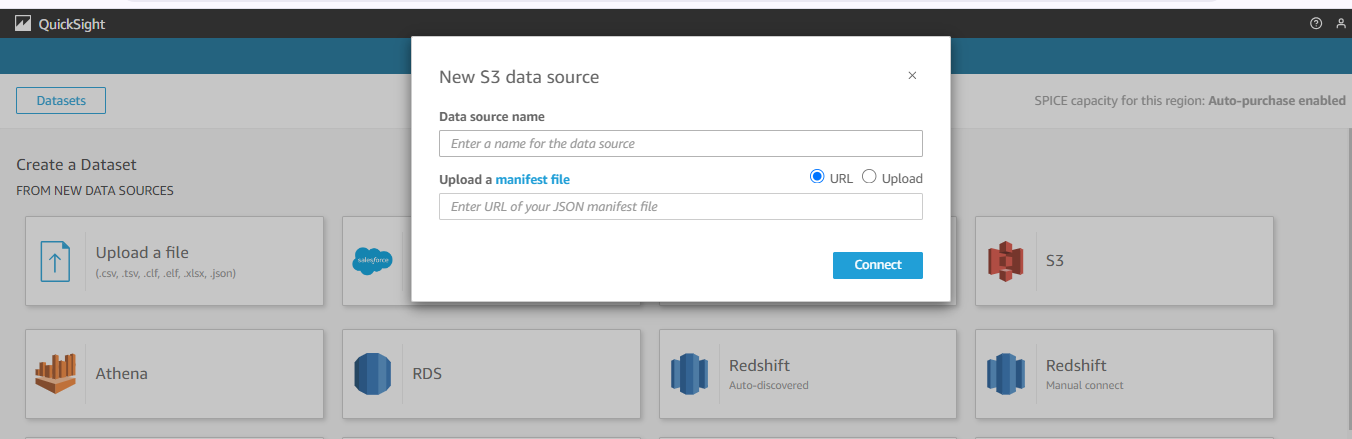 QuickSight
New S3 data source
Datasets
SPICE capacity for this region: Auto-purchase enabled
Data source name
Enter a name for the data source
Create a Dataset
FROM NEW DATA SOURCES
Upload a manifest file
URL
Upload
Enter URL of your JSON manifest file
Connect
Upload a file
(.csv, .tsv, .clf, .elf, .xlsx, .json)
salesforce
S3
Athena
RDS
Redshift
Auto-discovered
Redshift
Manual connect